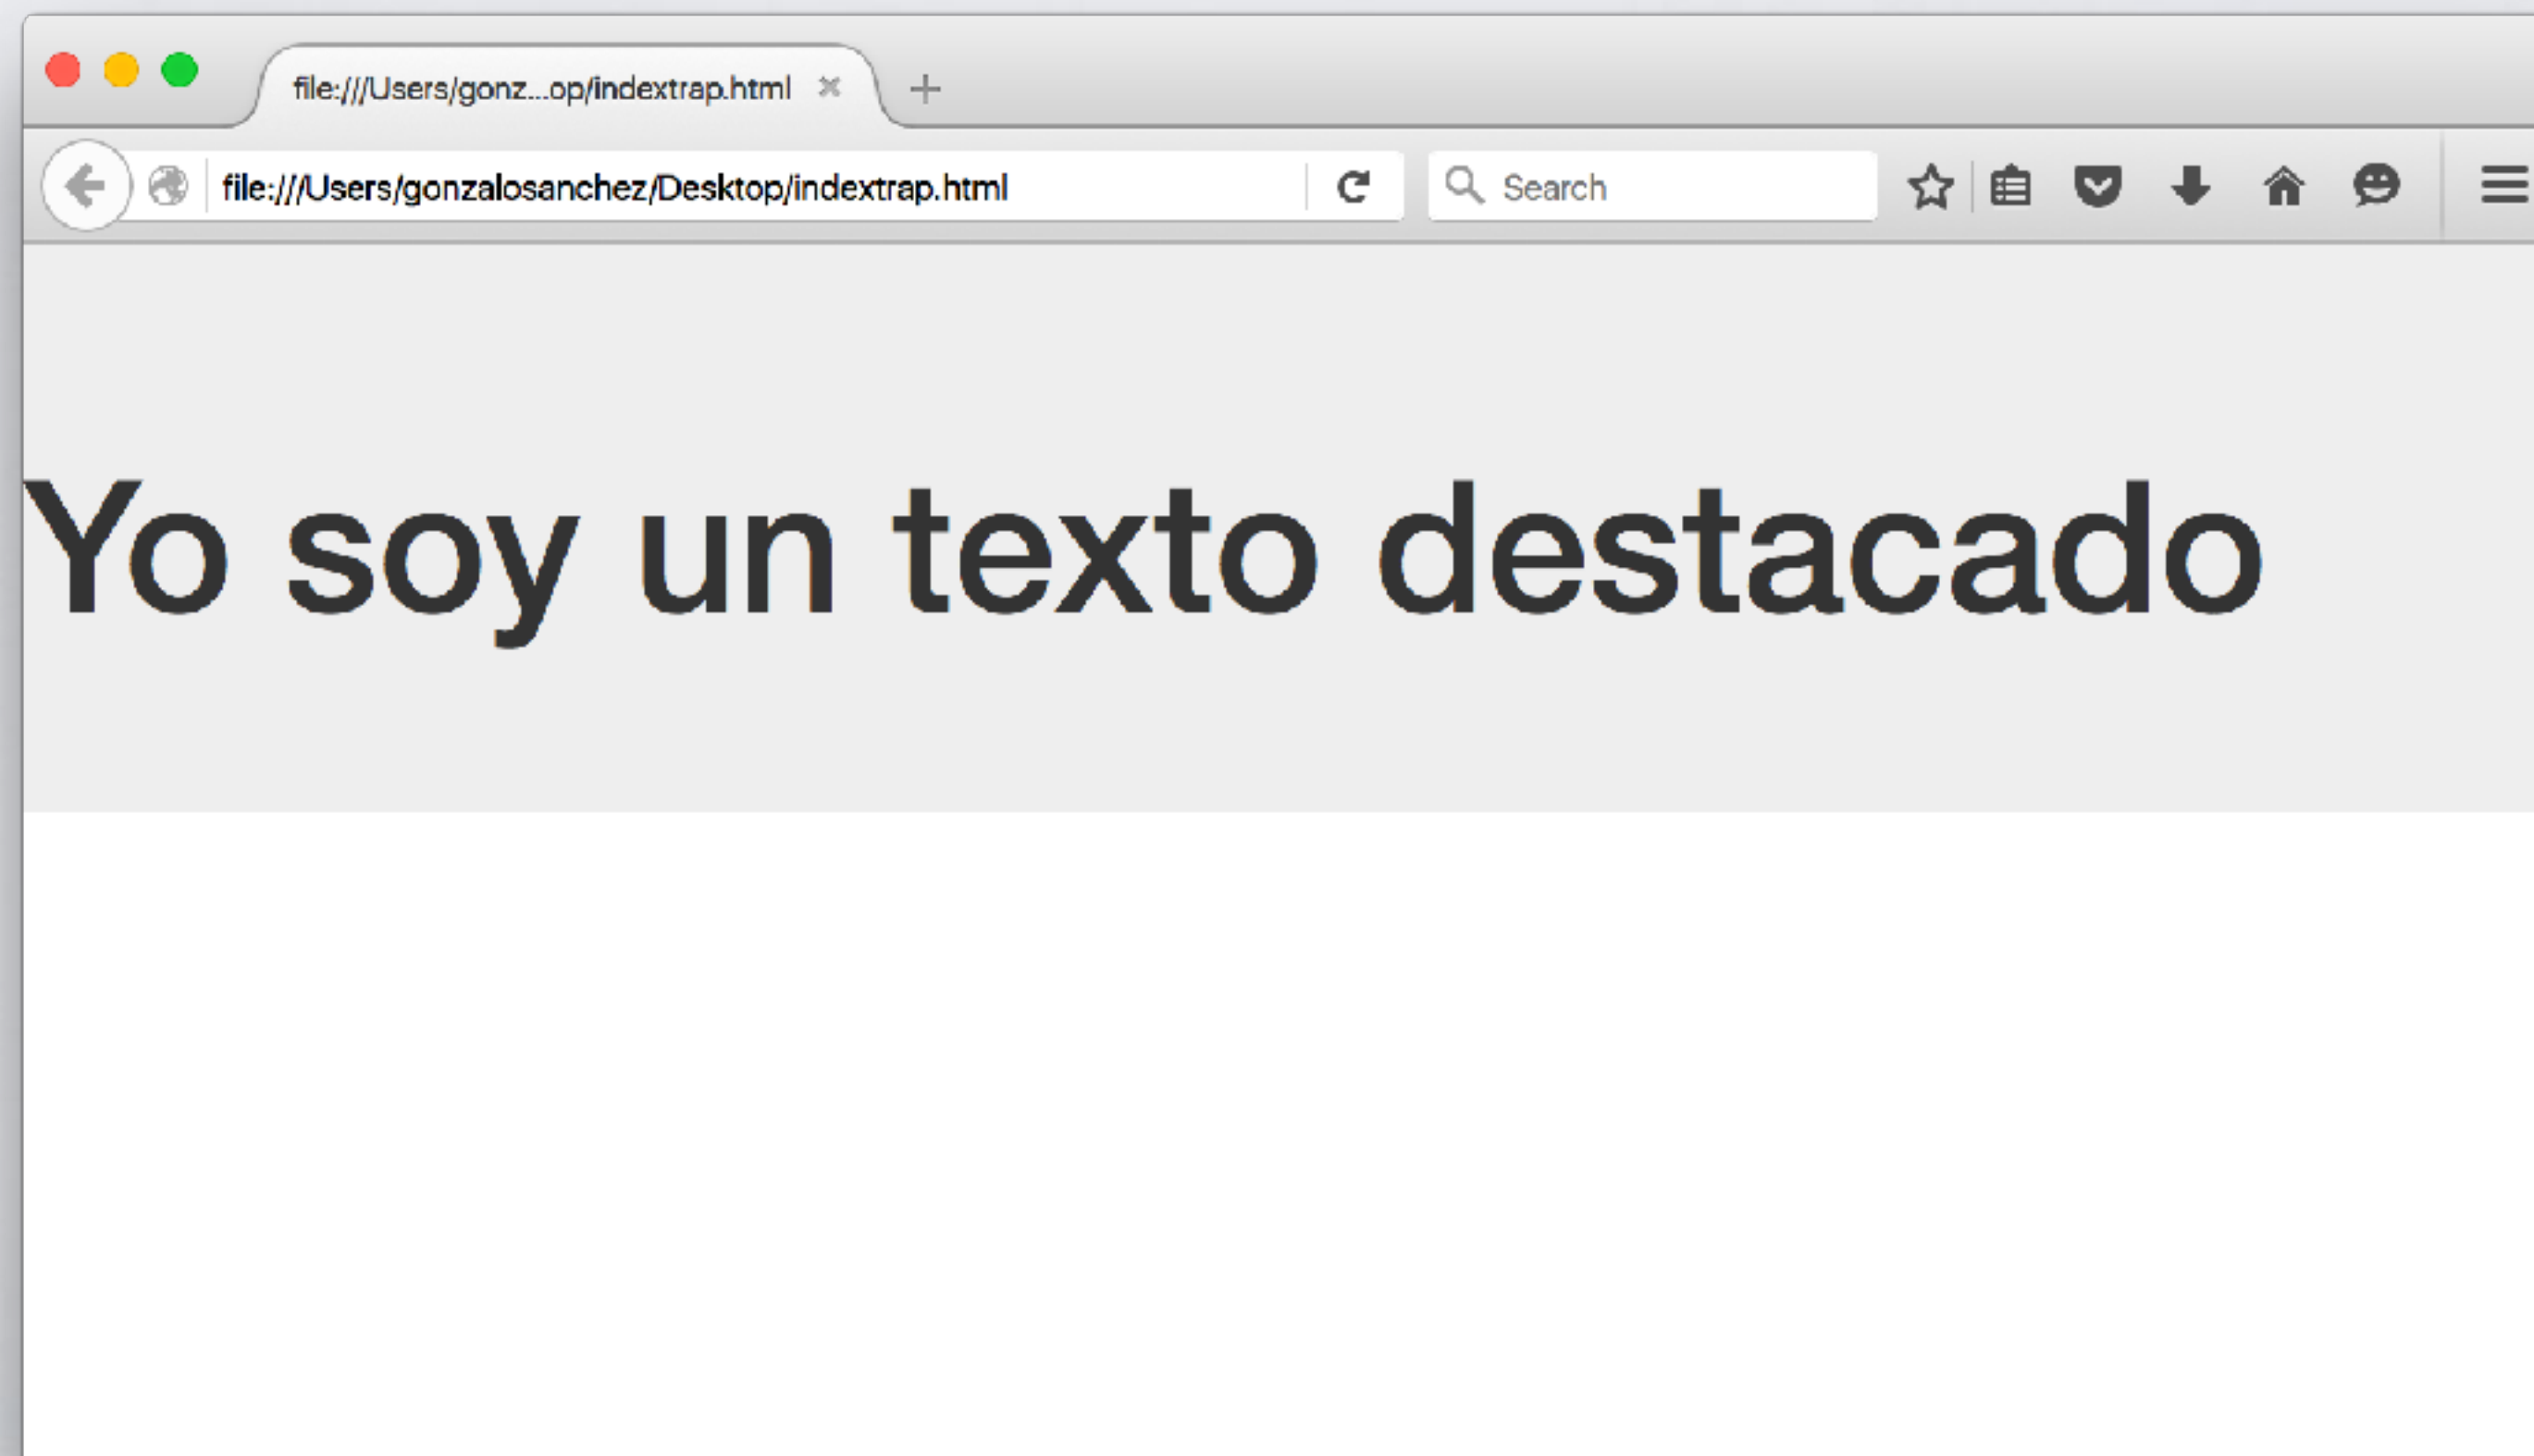 file:///Users/gonz...op/indextrap.html
file:///Users/gonzalosanchez/Desktop/indextrap.html
Search
Yo soy un texto destacado